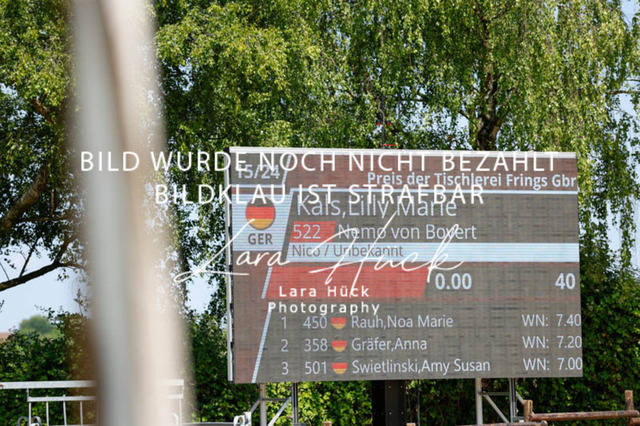 BILD WURDE NOCH NICHT BEZAHLT
15/24 Preis der Tischlerei Frings Gbr
BILDKLAU IST STRAFBAR
Kals,Lilly Marie
GER 522 Nemo von Boyert
Nico / Unbekannt
Lara Hück
0.00 40
Lara Hück
Photography
1 450 Rauh,Noa Marie WN: 7.40
2 358 Gräfer,Anna WN: 7.20
3 501 Swietlinski,Amy Susan WN: 7.00